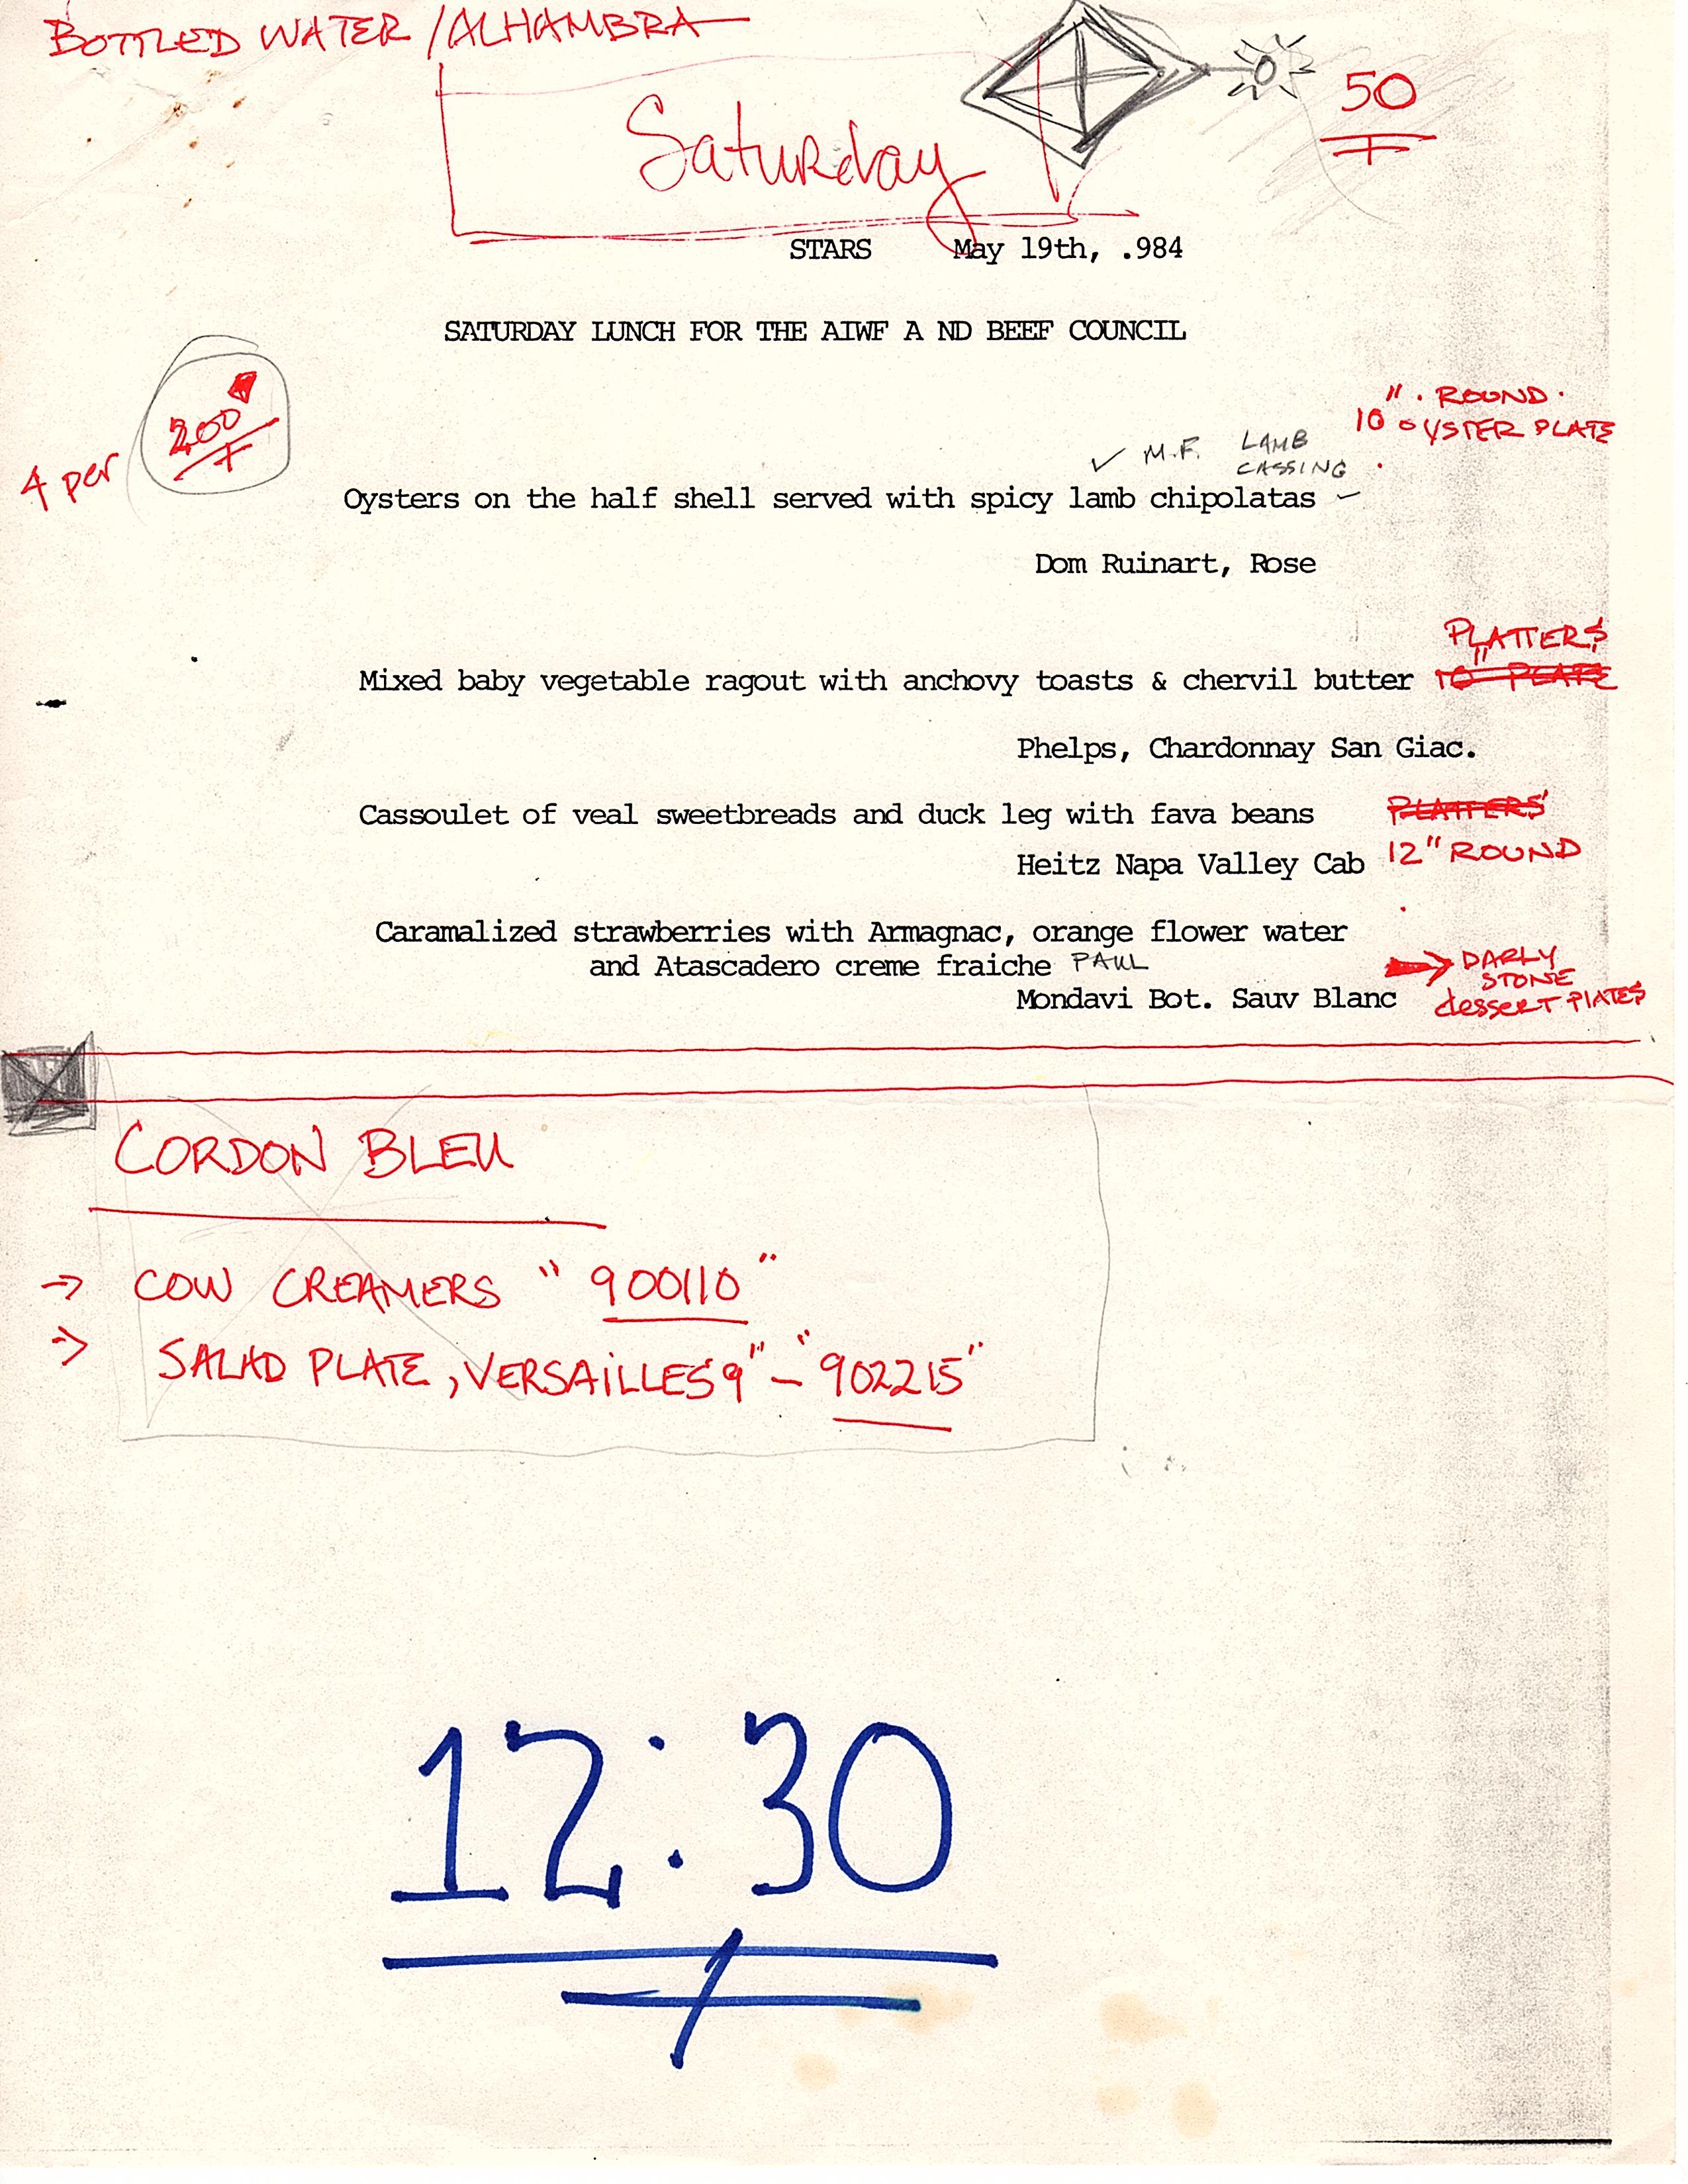 BOTTLED WATER / ALHAMBRA
50
Saturday
STARS May 19th, .984
SATURDAY LUNCH FOR THE AIWF A ND BEEF COUNCIL
200
4 per
10" . ROUND .
OYSTER PLATE
✓ M.F. LAMB
CASSING
Oysters on the half shell served with spicy lamb chipolatas
Dom Ruinart, Rose
PLATTERS
Mixed baby vegetable ragout with anchovy toasts & chervil butter 10" PLATE
Phelps, Chardonnay San Giac.
Cassoulet of veal sweetbreads and duck leg with fava beans PLATTERS
Heitz Napa Valley Cab 12" ROUND
Caramalized strawberries with Armagnac, orange flower water
and Atascadero creme fraiche PAUL
Mondavi Bot. Sauv Blanc
→ DARLY
STONE
dessert PLATES
CORDON BLEU
→ COW CREAMERS "900110"
→ SALAD PLATE, VERSAILLES 9" - "902215"
12:30